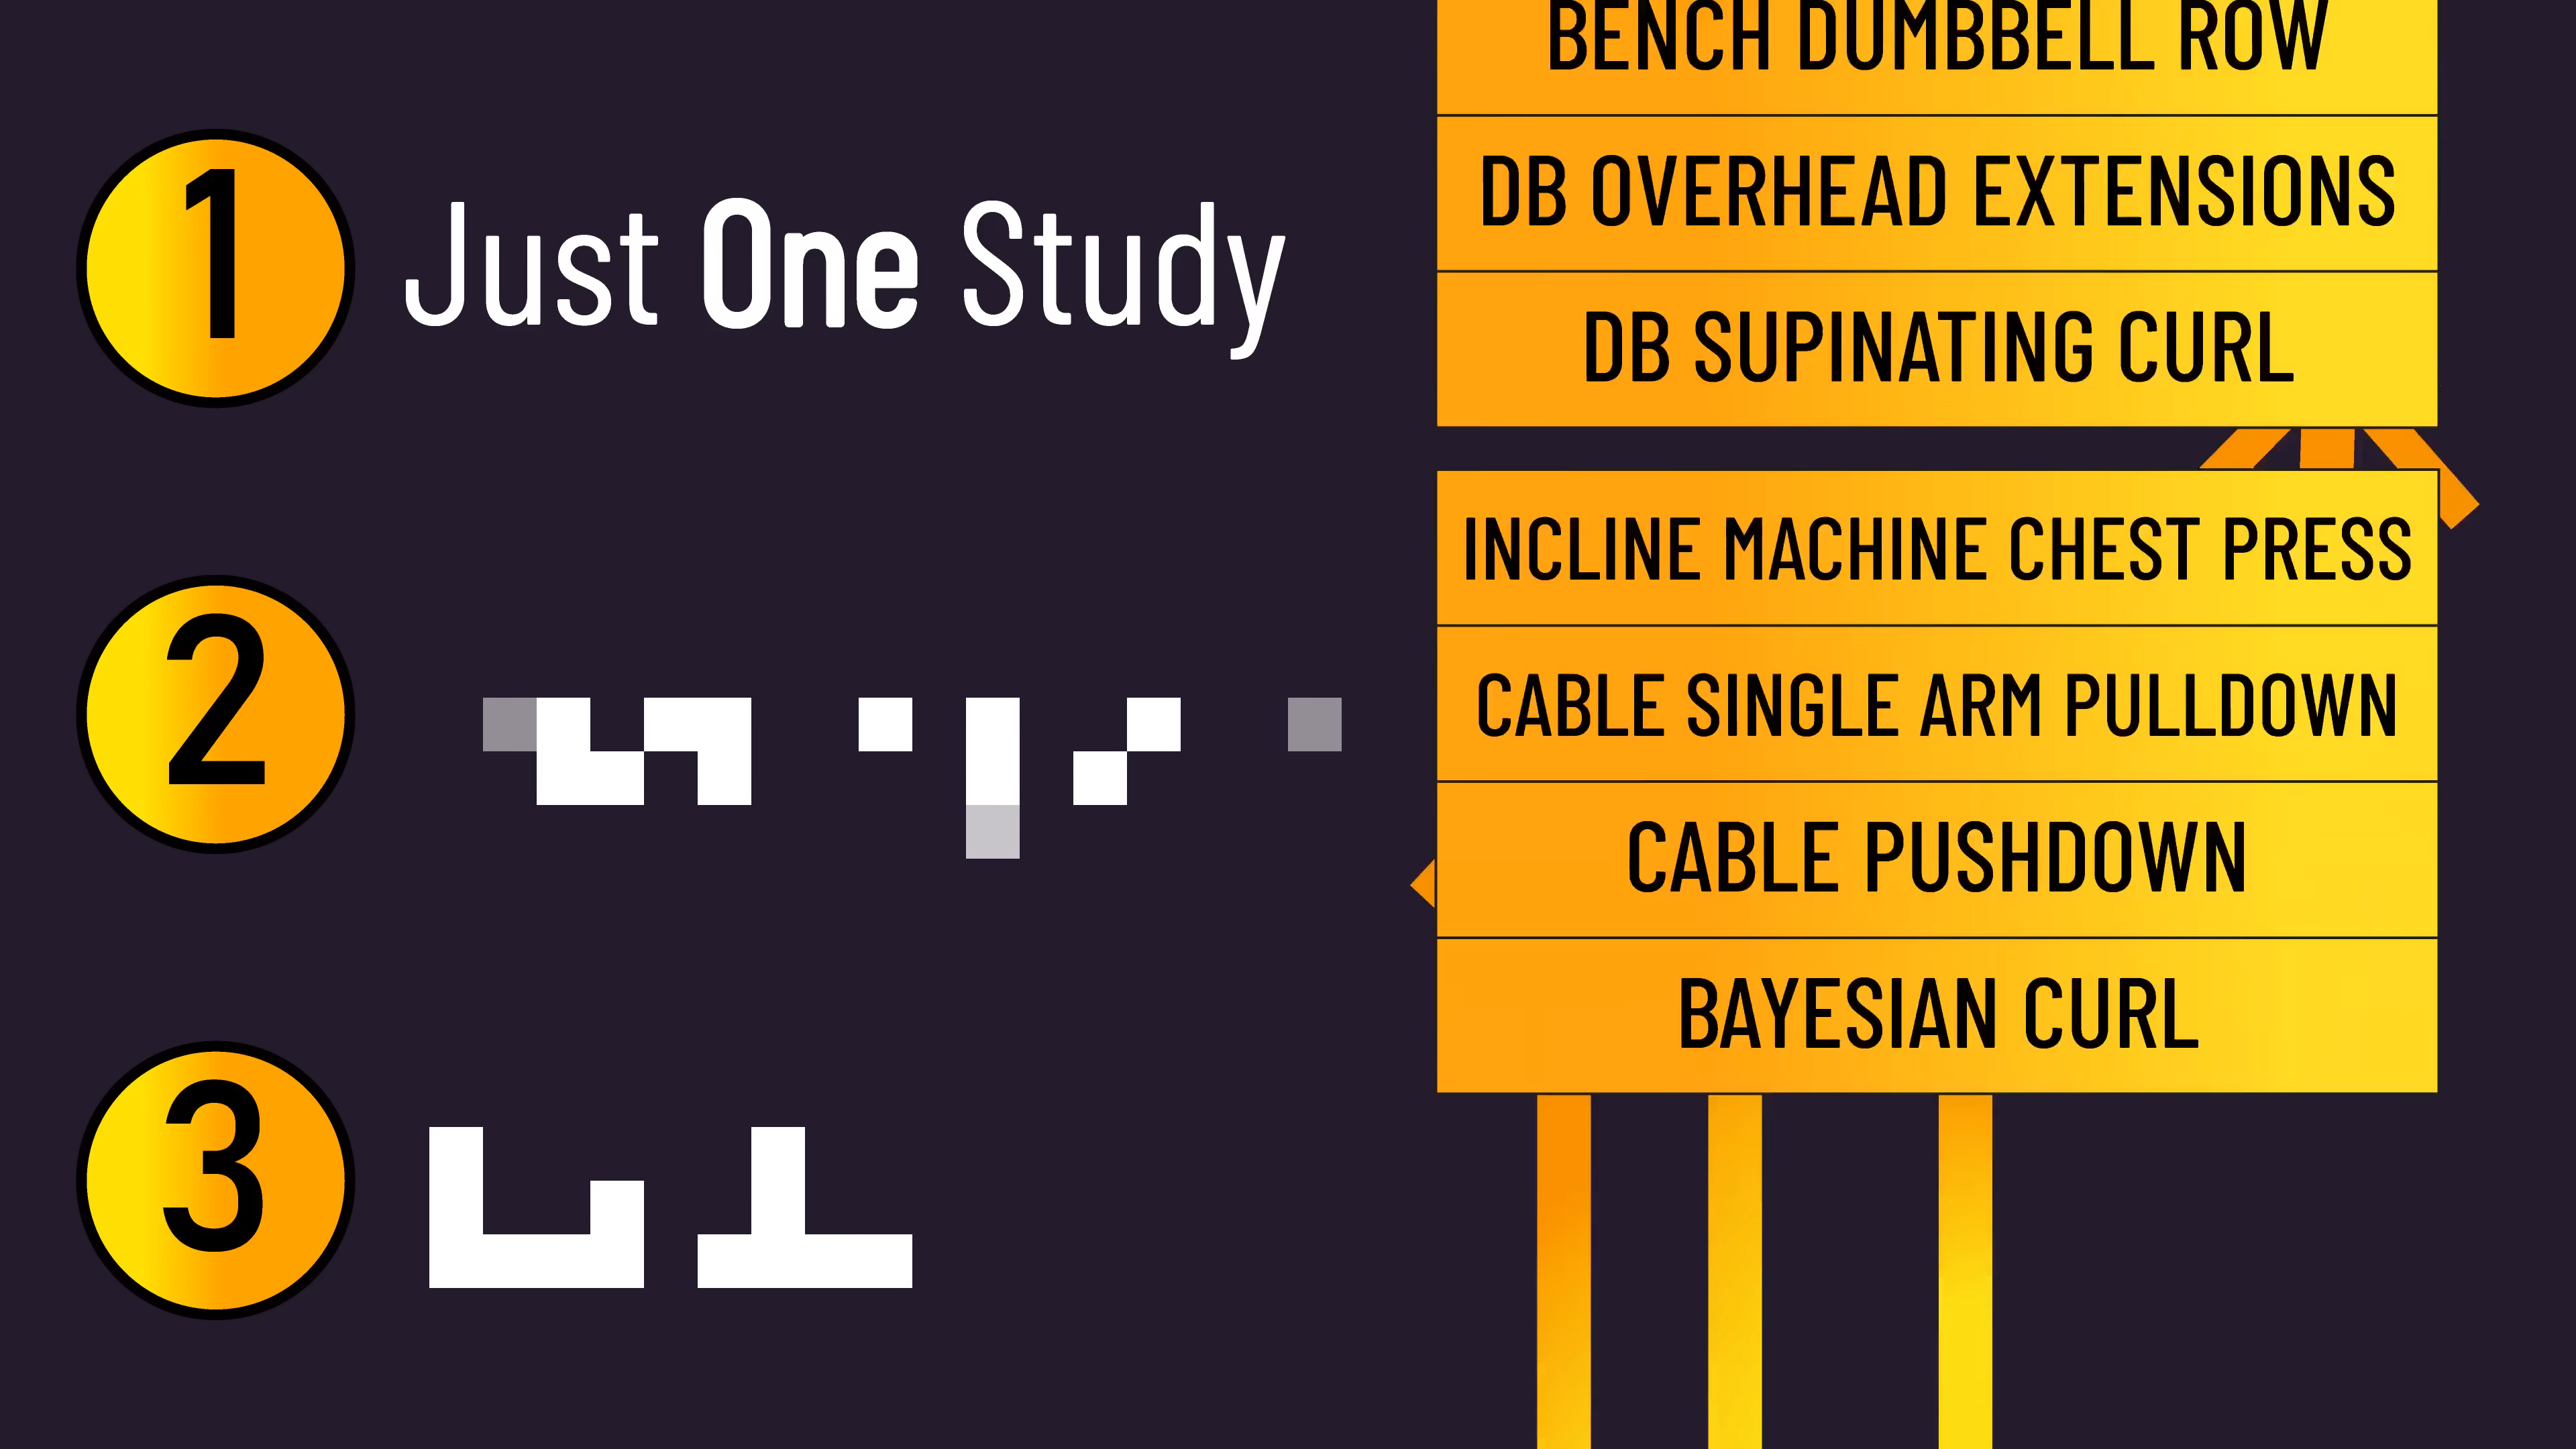 1
Just One Study
2
3
BENCH DUMBBELL ROW
DB OVERHEAD EXTENSIONS
DB SUPINATING CURL
INCLINE MACHINE CHEST PRESS
CABLE SINGLE ARM PULLDOWN
CABLE PUSHDOWN
BAYESIAN CURL